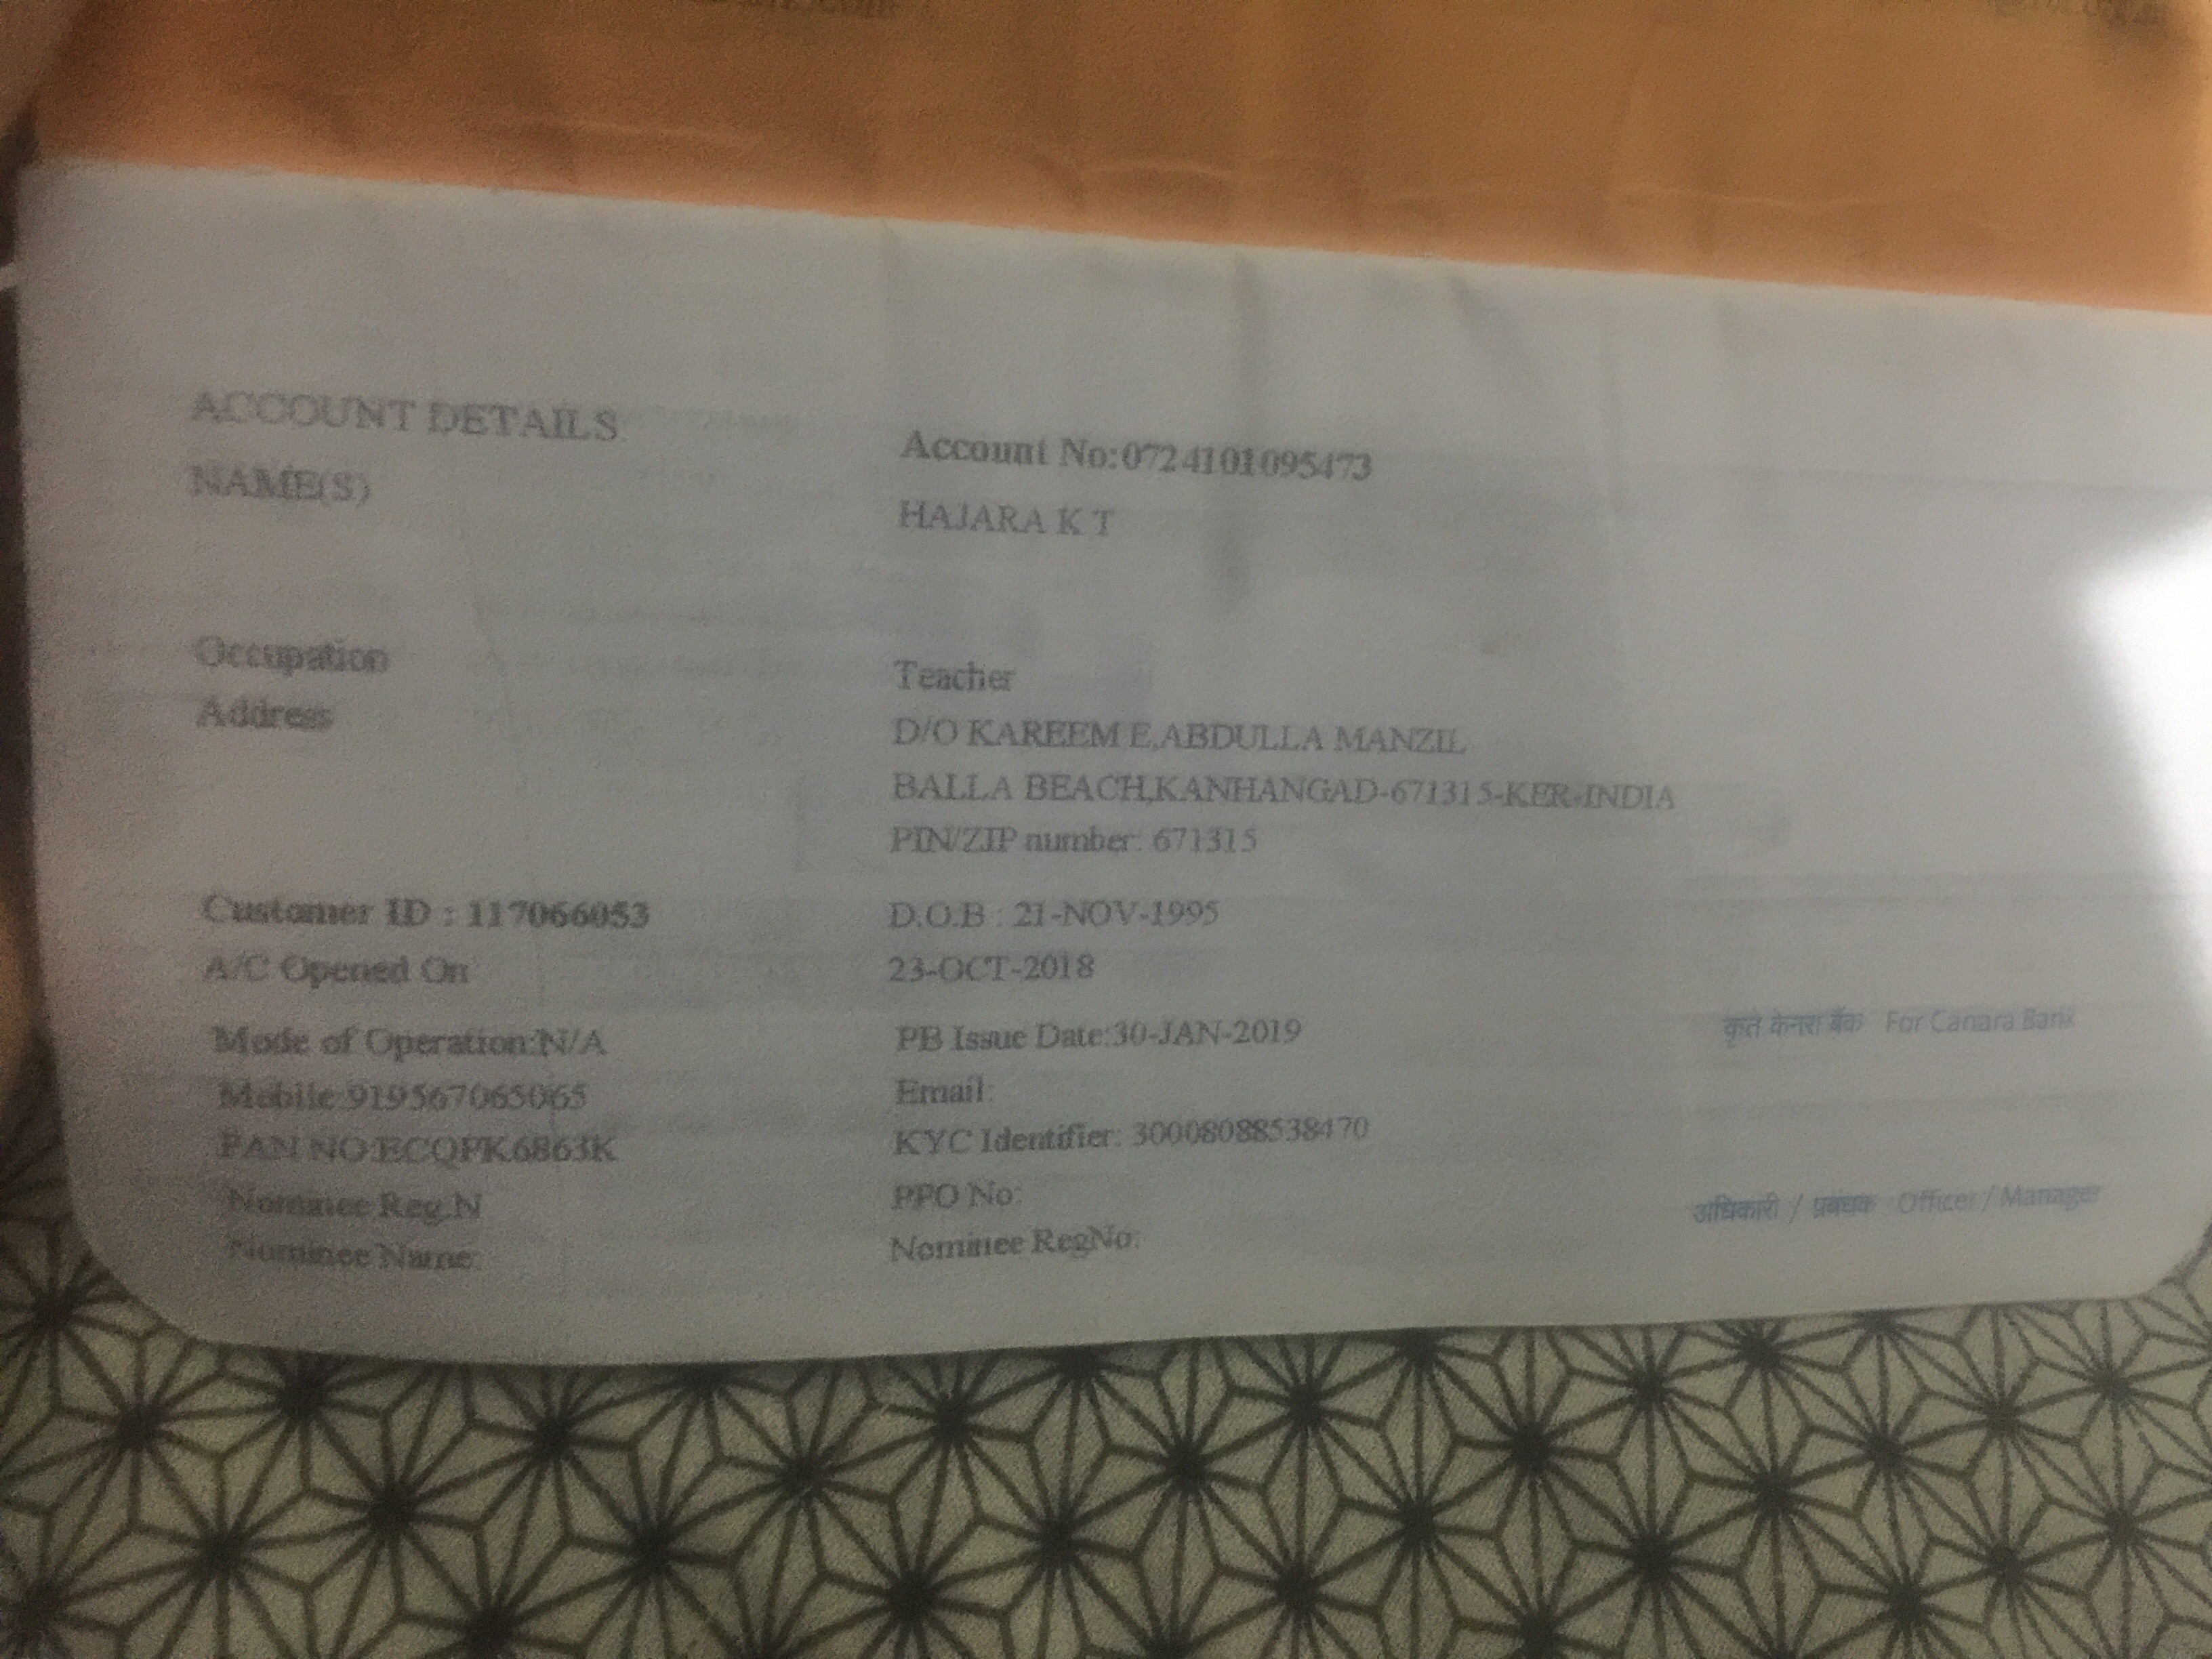 ACCOUNT DETAILS
Account No:0724101095473
NAME(S)
HAJARA K T
Occupation
Teacher
Address
D/O KAREEM E,ABDULLA MANZIL
BALLA BEACH,KANHANGAD-671315-KER-INDIA
PIN/ZIP number: 671315
Customer ID : 117066053
D.O.B : 21-NOV-1995
A/C Opened On
23-OCT-2018
Mode of Operation:N/A
PB Issue Date:30-JAN-2019
कृते केनरा बैंक For Canara Bank
Mobile:919567065065
Email:
PAN NO:ECQPK6863K
KYC Identifier: 30008088538470
Nominee Reg.N
PPO No:
अधिकारी / प्रबंधक Officer / Manager
Nominee Name:
Nominee RegNo: